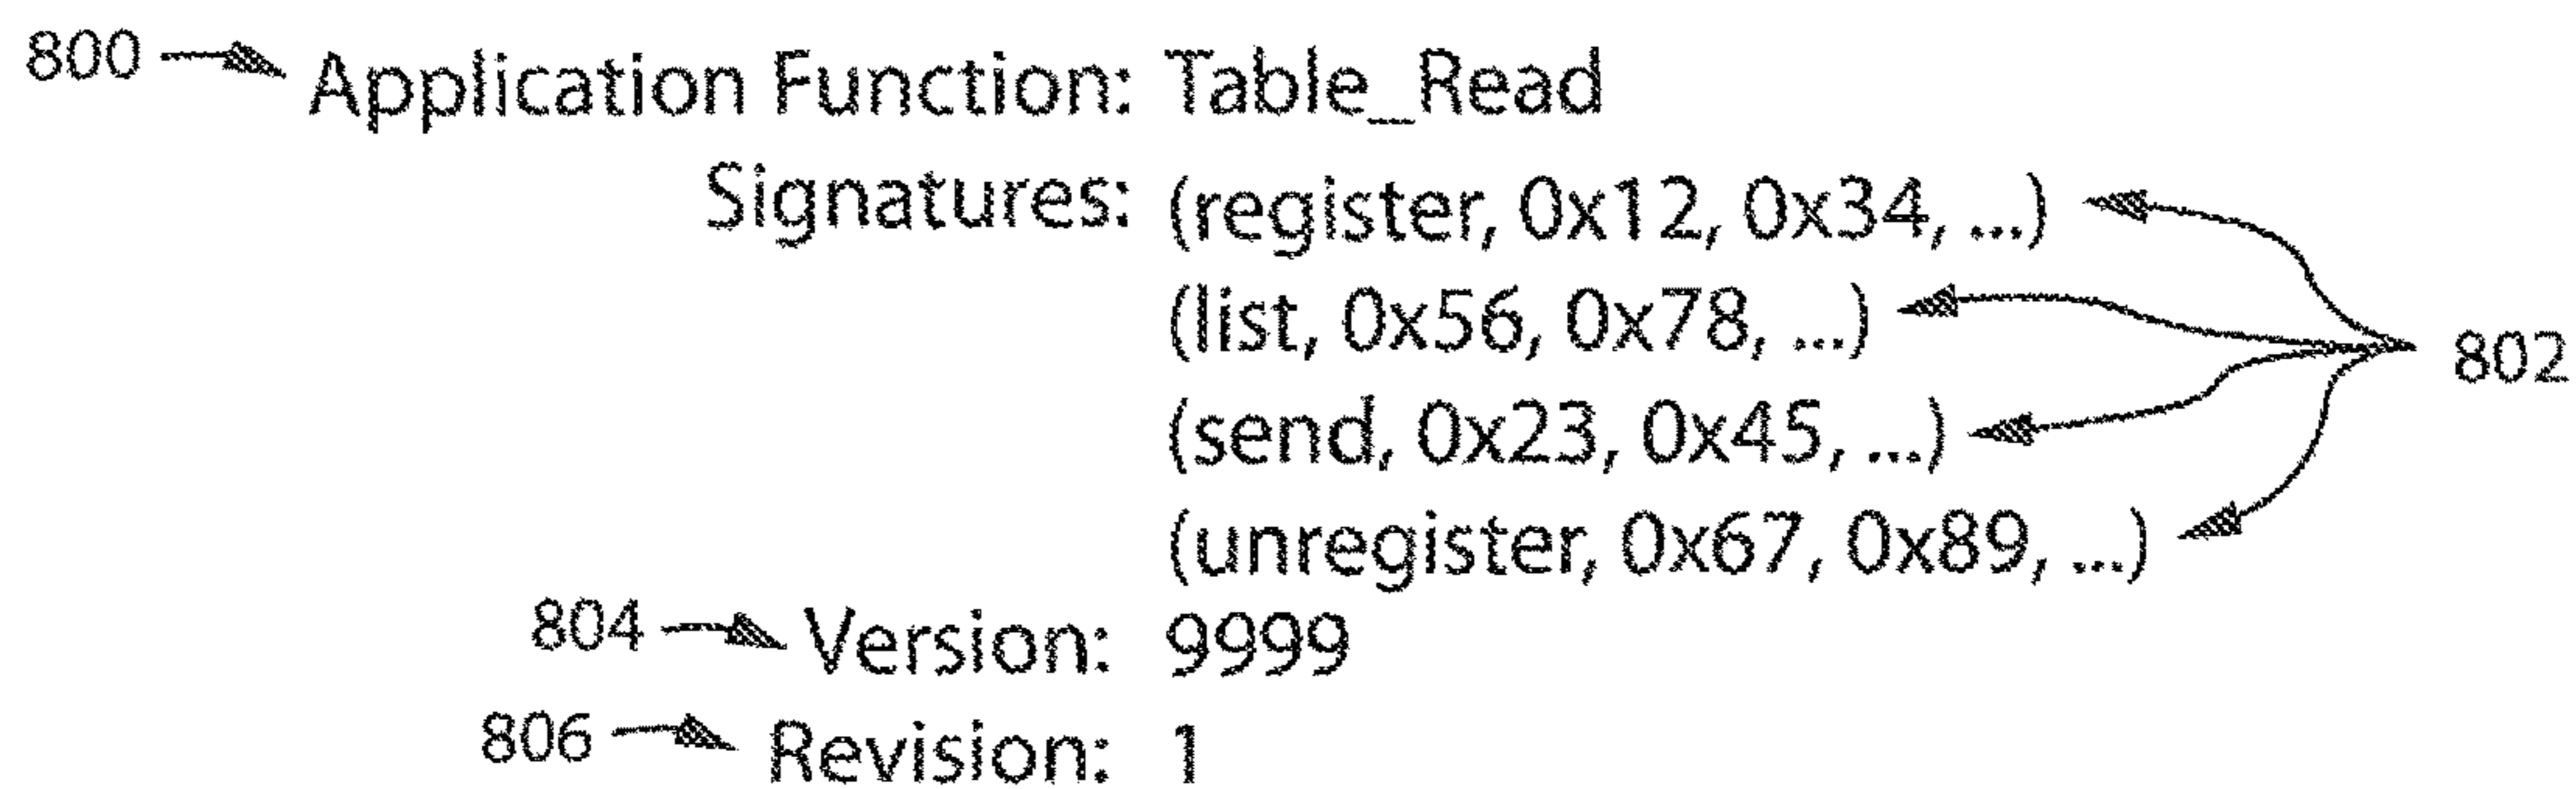 800 Application Function: Table_Read
Signatures: (register, 0x12, 0x34, ...)
(list, 0x56, 0x78, ...)
802
(send, 0x23, 0x45, ...)
(unregister, 0x67, 0x89, ...)
804 Version: 9999
806 Revision: 1